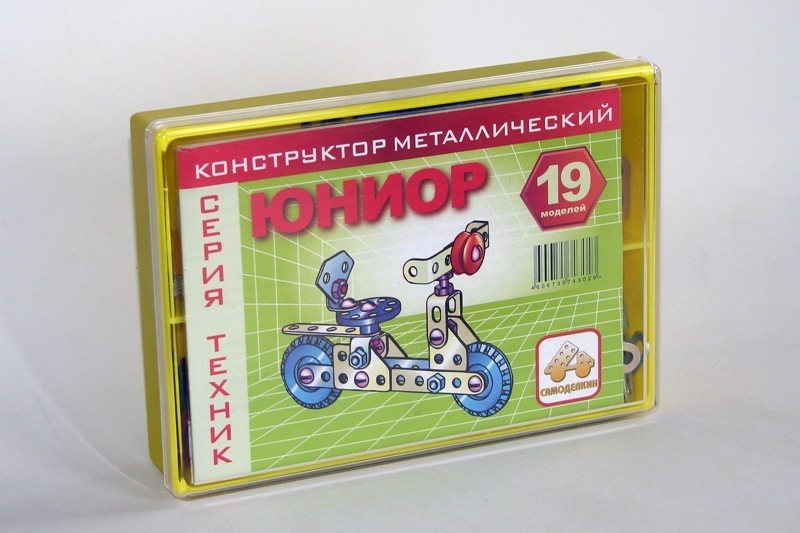 КОНСТРУКТОР МЕТАЛЛИЧЕСКИЙ
СЕРИЯ ТЕХНИК
ЮНИОР
19
моделей
САМОДЕЛКИН